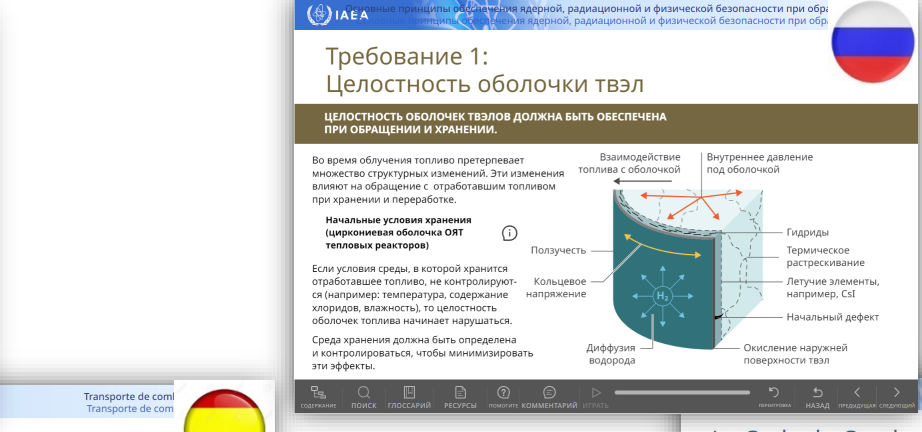 IAEA
Основные принципы обеспечения ядерной, радиационной и физической безопасности при обра
принципы обеспечения ядерной, радиационной и физической безопасности при обра
Требование 1:
Целостность оболочки твэл
ЦЕЛОСТНОСТЬ ОБОЛОЧЕК ТВЭЛОВ ДОЛЖНА БЫТЬ ОБЕСПЕЧЕНА
ПРИ ОБРАЩЕНИИ И ХРАНЕНИИ.
Во время облучения топливо претерпевает
множество структурных изменений. Эти изменения
влияют на обращение с отработавшим топливом
при хранении и переработке.
Начальные условия хранения
(циркониевая оболочка ОЯТ
тепловых реакторов)
Если условия среды, в которой хранится
отработавшее топливо, не контролируют-
ся (например: температура, содержание
хлоридов, влажность), то целостность
оболочек топлива начинает нарушаться.
Среда хранения должна быть определена
и контролироваться, чтобы минимизировать
эти эффекты.
Взаимодействие
топлива с оболочкой
Внутреннее давление
под оболочкой
Ползучесть
Кольцевое
напряжение
H₂
Диффузия
водорода
Гидриды
Термическое
растрескивание
Летучие элементы,
например, CsI
Начальный дефект
Окисление наружней
поверхности твэл
СОДЕРЖАНИЕ
ПОИСК
ГЛОССАРИЙ
РЕСУРСЫ
ПОМОГИТЕ
КОММЕНТАРИЙ
ИГРАТЬ
НАЗАД
ПРЕДЫДУЩАЯ
СЛЕДУЮЩИЙ
Transporte de com
Transporte de com